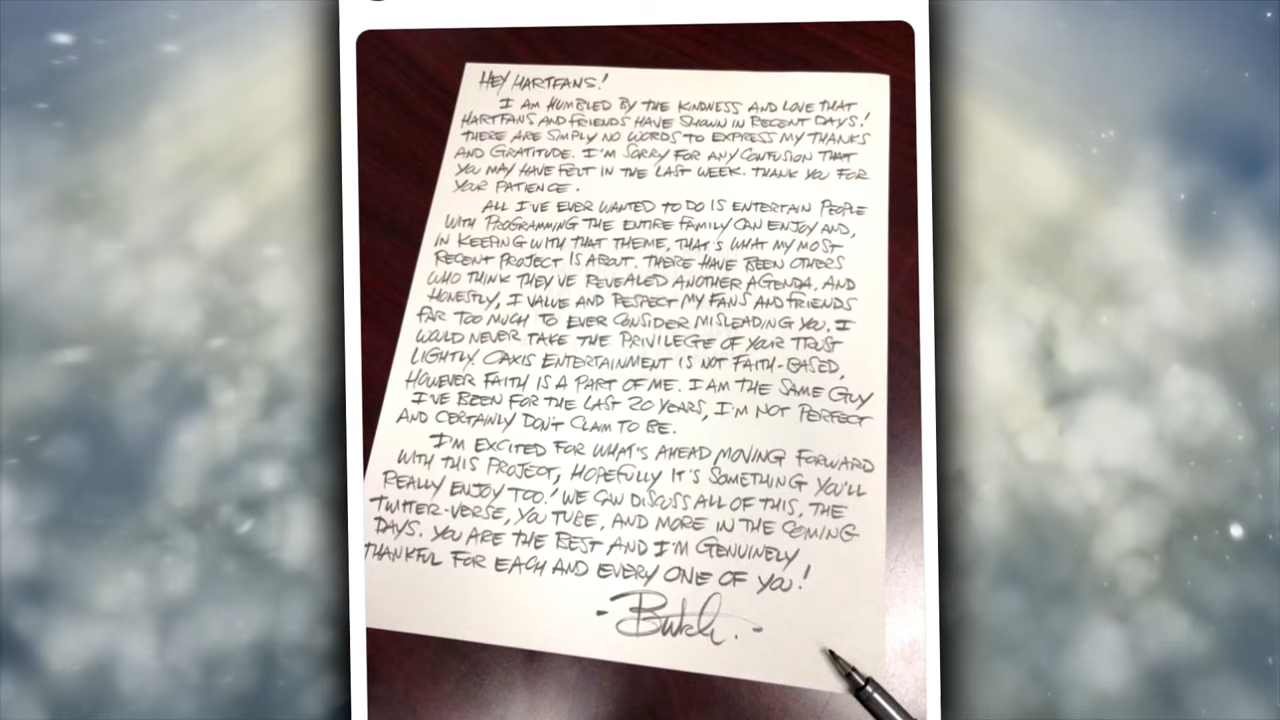 HEY HARTFANS!
I AM HUMBLED BY THE KINDNESS AND LOVE THAT
HARTFANS AND FRIENDS HAVE SHOWN IN RECENT DAYS!
THERE ARE SIMPLY NO WORDS TO EXPRESS MY THANKS
AND GRATITUDE. I'M SORRY FOR ANY CONFUSION THAT
YOU MAY HAVE FELT IN THE LAST WEEK. THANK YOU FOR
YOUR PATIENCE.
ALL I'VE EVER WANTED TO DO IS ENTERTAIN PEOPLE
WITH PROGRAMMING THE ENTIRE FAMILY CAN ENJOY AND,
IN KEEPING WITH THAT THEME, THAT'S WHAT MY MOST
RECENT PROJECT IS ABOUT. THERE HAVE BEEN OTHERS
WHO THINK THEY'VE REVEALED ANOTHER AGENDA, AND
HONESTLY, I VALUE AND RESPECT MY FANS AND FRIENDS
FAR TOO MUCH TO EVER CONSIDER MISLEADING YOU. I
WOULD NEVER TAKE THE PRIVILEGE OF YOUR TRUST
LIGHTLY. OAXIS ENTERTAINMENT IS NOT FAITH-BASED,
HOWEVER FAITH IS A PART OF ME. I AM THE SAME GUY
I'VE BEEN FOR THE LAST 20 YEARS, I'M NOT PERFECT
AND CERTAINLY DON'T CLAIM TO BE.
I'M EXCITED FOR WHAT'S AHEAD MOVING FORWARD
WITH THIS PROJECT, HOPEFULLY IT'S SOMETHING YOU'LL
REALLY ENJOY TOO! WE CAN DISCUSS ALL OF THIS, THE
TWITTER-VERSE, YOU TUBE, AND MORE IN THE COMING
DAYS. YOU ARE THE BEST AND I'M GENUINELY
THANKFUL FOR EACH AND EVERY ONE OF YOU!
- Butch. -